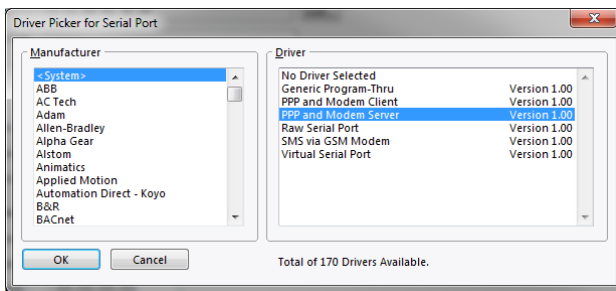 Driver Picker for Serial Port
Manufacturer
<System>
ABB
AC Tech
Adam
Allen-Bradley
Alpha Gear
Alstom
Animatics
Applied Motion
Automation Direct - Koyo
B&R
BACnet
Driver
No Driver Selected
Generic Program-Thru Version 1.00
PPP and Modem Client Version 1.00
PPP and Modem Server Version 1.00
Raw Serial Port Version 1.00
SMS via GSM Modem Version 1.00
Virtual Serial Port Version 1.00
OK Cancel Total of 170 Drivers Available.